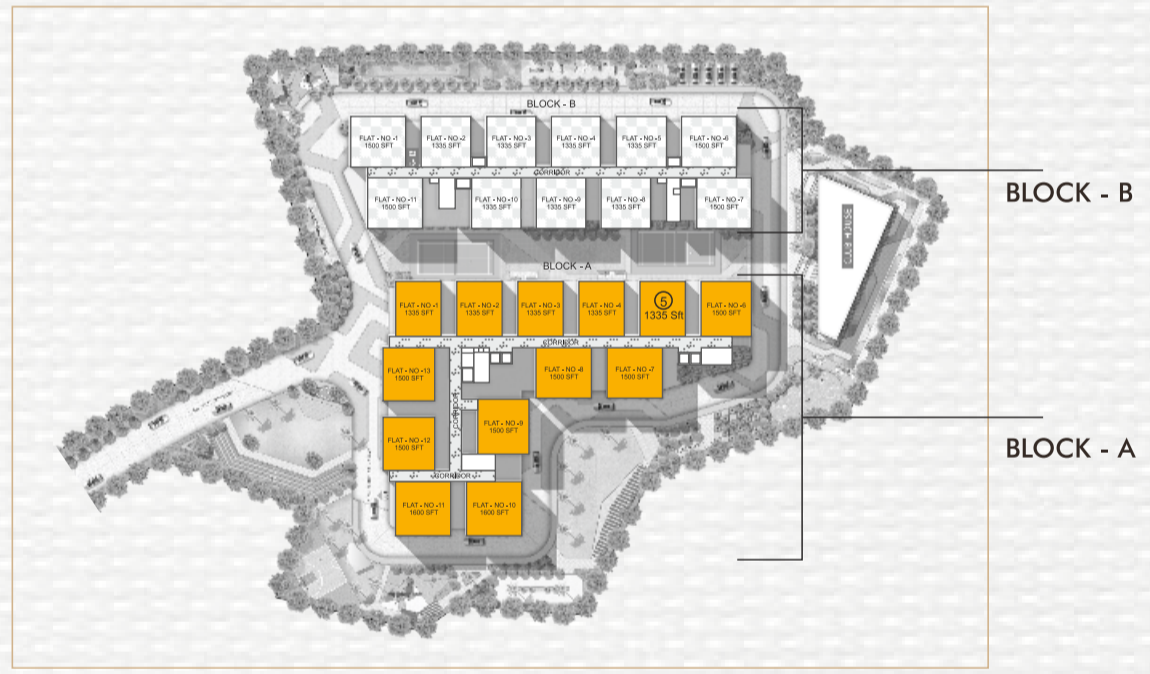 BLOCK - B
FLAT - NO -1
1500 SFT
FLAT - NO -2
1335 SFT
FLAT - NO -3
1335 SFT
FLAT - NO -4
1335 SFT
FLAT - NO -5
1335 SFT
FLAT - NO -6
1500 SFT
CORRIDOR
FLAT - NO -11
1500 SFT
FLAT - NO -10
1335 SFT
FLAT - NO -9
1335 SFT
FLAT - NO -8
1335 SFT
FLAT - NO -7
1500 SFT
BLOCK - B
CLUB HOUSE
BLOCK - A
FLAT - NO -1
1335 SFT
FLAT - NO -2
1335 SFT
FLAT - NO -3
1335 SFT
FLAT - NO -4
1335 SFT
5
1335 Sft
FLAT - NO -6
1500 SFT
CORRIDOR
FLAT - NO -13
1500 SFT
FLAT - NO -8
1500 SFT
FLAT - NO -7
1500 SFT
CORRIDOR
FLAT - NO -9
1500 SFT
FLAT - NO -12
1500 SFT
BLOCK - A
CORRIDOR
FLAT - NO -11
1600 SFT
FLAT - NO -10
1600 SFT